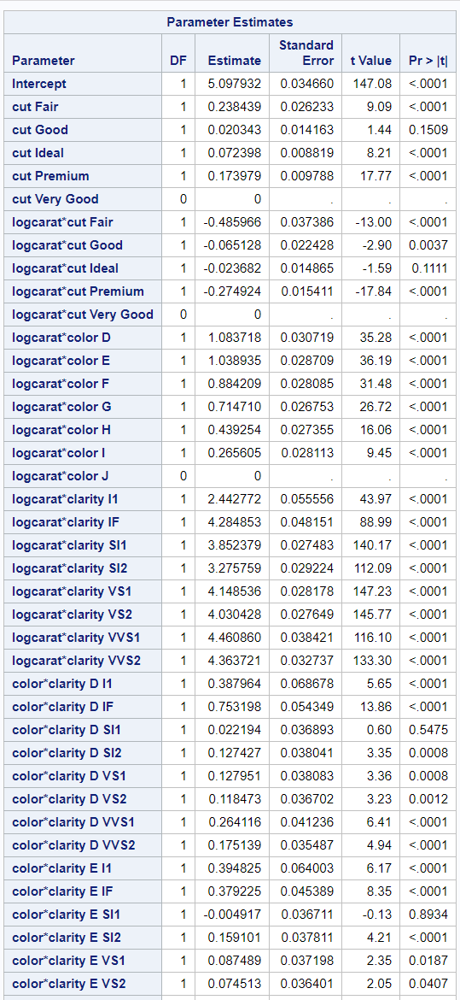 Parameter Estimates
Parameter DF Estimate Standard Error t Value Pr > |t|
Intercept 1 5.097932 0.034660 147.08 <.0001
cut Fair 1 0.238439 0.026233 9.09 <.0001
cut Good 1 0.020343 0.014163 1.44 0.1509
cut Ideal 1 0.072398 0.008819 8.21 <.0001
cut Premium 1 0.173979 0.009788 17.77 <.0001
cut Very Good 0 0 . . .
logcarat*cut Fair 1 -0.485966 0.037386 -13.00 <.0001
logcarat*cut Good 1 -0.065128 0.022428 -2.90 0.0037
logcarat*cut Ideal 1 -0.023682 0.014865 -1.59 0.1111
logcarat*cut Premium 1 -0.274924 0.015411 -17.84 <.0001
logcarat*cut Very Good 0 0 . . .
logcarat*color D 1 1.083718 0.030719 35.28 <.0001
logcarat*color E 1 1.038935 0.028709 36.19 <.0001
logcarat*color F 1 0.884209 0.028085 31.48 <.0001
logcarat*color G 1 0.714710 0.026753 26.72 <.0001
logcarat*color H 1 0.439254 0.027355 16.06 <.0001
logcarat*color I 1 0.265605 0.028113 9.45 <.0001
logcarat*color J 0 0 . . .
logcarat*clarity I1 1 2.442772 0.055556 43.97 <.0001
logcarat*clarity IF 1 4.284853 0.048151 88.99 <.0001
logcarat*clarity SI1 1 3.852379 0.027483 140.17 <.0001
logcarat*clarity SI2 1 3.275759 0.029224 112.09 <.0001
logcarat*clarity VS1 1 4.148536 0.028178 147.23 <.0001
logcarat*clarity VS2 1 4.030428 0.027649 145.77 <.0001
logcarat*clarity VVS1 1 4.460860 0.038421 116.10 <.0001
logcarat*clarity VVS2 1 4.363721 0.032737 133.30 <.0001
color*clarity D I1 1 0.387964 0.068678 5.65 <.0001
color*clarity D IF 1 0.753198 0.054349 13.86 <.0001
color*clarity D SI1 1 0.022194 0.036893 0.60 0.5475
color*clarity D SI2 1 0.127427 0.038041 3.35 0.0008
color*clarity D VS1 1 0.127951 0.038083 3.36 0.0008
color*clarity D VS2 1 0.118473 0.036702 3.23 0.0012
color*clarity D VVS1 1 0.264116 0.041236 6.41 <.0001
color*clarity D VVS2 1 0.175139 0.035487 4.94 <.0001
color*clarity E I1 1 0.394825 0.064003 6.17 <.0001
color*clarity E IF 1 0.379225 0.045389 8.35 <.0001
color*clarity E SI1 1 -0.004917 0.036711 -0.13 0.8934
color*clarity E SI2 1 0.159101 0.037811 4.21 <.0001
color*clarity E VS1 1 0.087489 0.037198 2.35 0.0187
color*clarity E VS2 1 0.074513 0.036401 2.05 0.0407